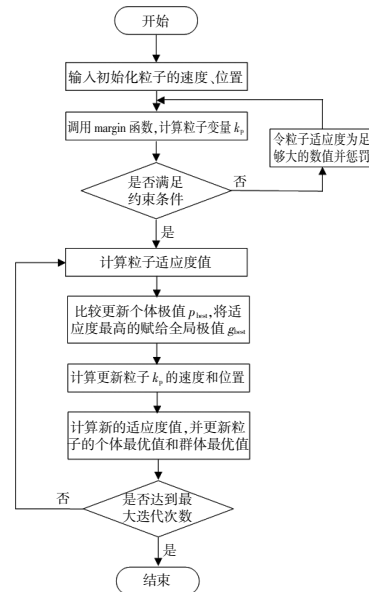 开始
输入初始化粒子的速度、位置
调用 margin 函数,计算粒子变量 kp
令粒子适应度为足
够大的数值并惩罚
是否满足
约束条件
否
是
计算粒子适应度值
比较更新个体极值 pbest,将适
应度最高的赋给全局极值 gbest
计算更新粒子 kp 的速度和位置
计算新的适应度值,并更新粒
子的个体最优值和群体最优值
否
是否达到最
大迭代次数
是
结束